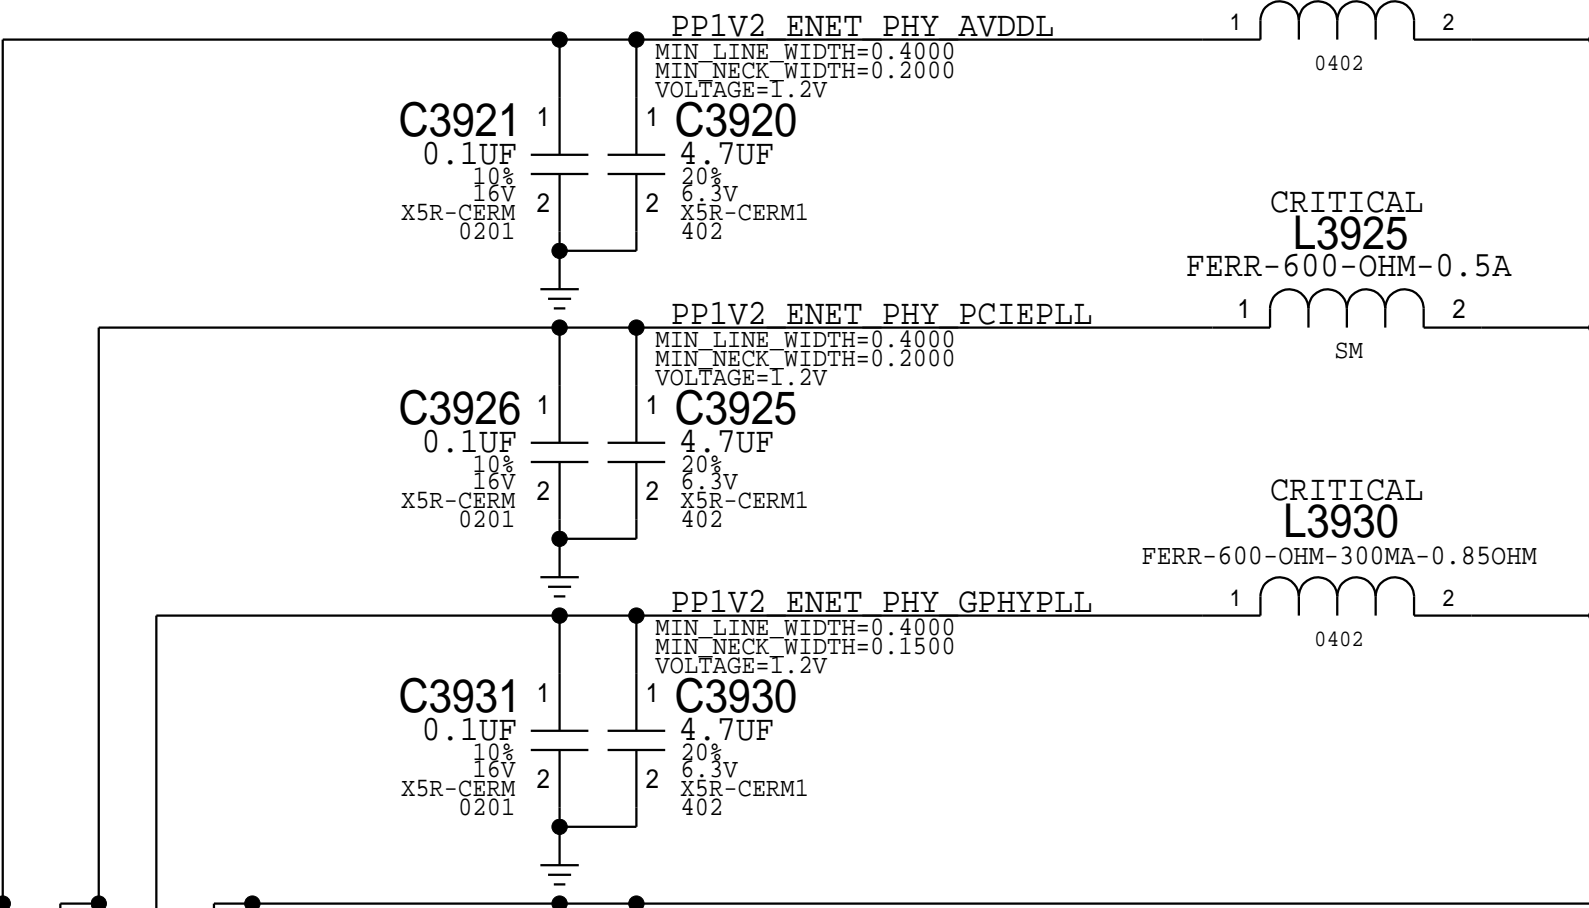 PP1V2_ENET_PHY_AVDDL
MIN_LINE_WIDTH=0.4000
MIN_NECK_WIDTH=0.2000
VOLTAGE=1.2V
1
2
0402
C3921
1
0.1UF
10%
16V
X5R-CERM
0201
2
1
C3920
4.7UF
20%
6.3V
X5R-CERM1
402
2
CRITICAL
L3925
FERR-600-OHM-0.5A
1
2
SM
PP1V2_ENET_PHY_PCIEPLL
MIN_LINE_WIDTH=0.4000
MIN_NECK_WIDTH=0.2000
VOLTAGE=1.2V
C3926
1
0.1UF
10%
16V
X5R-CERM
0201
2
1
C3925
4.7UF
20%
6.3V
X5R-CERM1
402
2
CRITICAL
L3930
FERR-600-OHM-300MA-0.85OHM
1
2
0402
PP1V2_ENET_PHY_GPHYPLL
MIN_LINE_WIDTH=0.4000
MIN_NECK_WIDTH=0.1500
VOLTAGE=1.2V
C3931
1
0.1UF
10%
16V
X5R-CERM
0201
2
1
C3930
4.7UF
20%
6.3V
X5R-CERM1
402
2